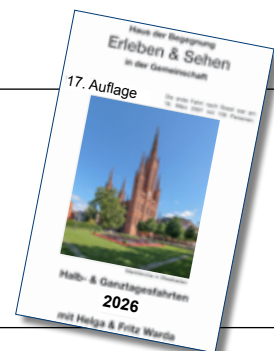 Haus der Begegnung
Erleben & Sehen
in der Gemeinschaft
17. Auflage
Halb- & Ganztagesfahrten
2026
mit Helga & Fritz Warda